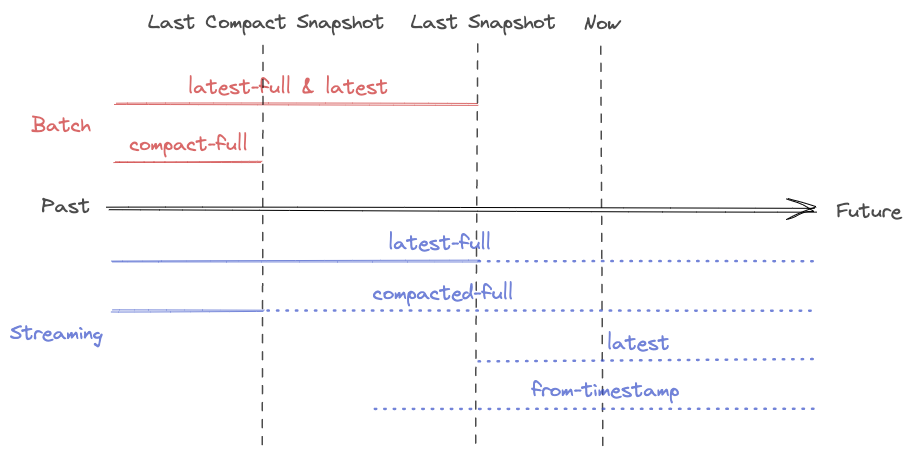 Last Compact Snapshot Last Snapshot Now
latest-full & latest
Batch
compact-full
Past
Future
latest-full
compacted-full
Streaming
latest
from-timestamp